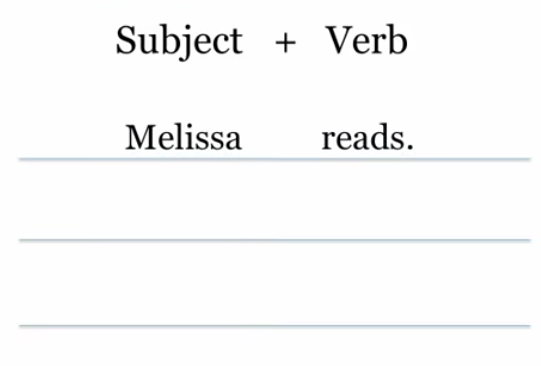 Subject + Verb
Melissa reads.